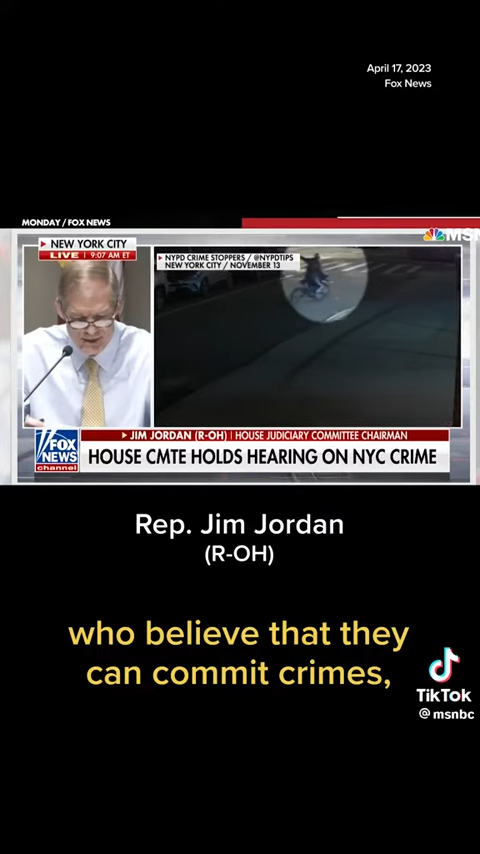 April 17, 2023
Fox News
MONDAY / FOX NEWS
MSN
NEW YORK CITY
LIVE | 9:07 AM ET
NYPD CRIME STOPPERS / @NYPDTIPS
NEW YORK CITY / NOVEMBER 13
JIM JORDAN (R-OH) | HOUSE JUDICIARY COMMITTEE CHAIRMAN
FOX
NEWS
channel
HOUSE CMTE HOLDS HEARING ON NYC CRIME
Rep. Jim Jordan
(R-OH)
who believe that they
can commit crimes,
TikTok
@msnbc